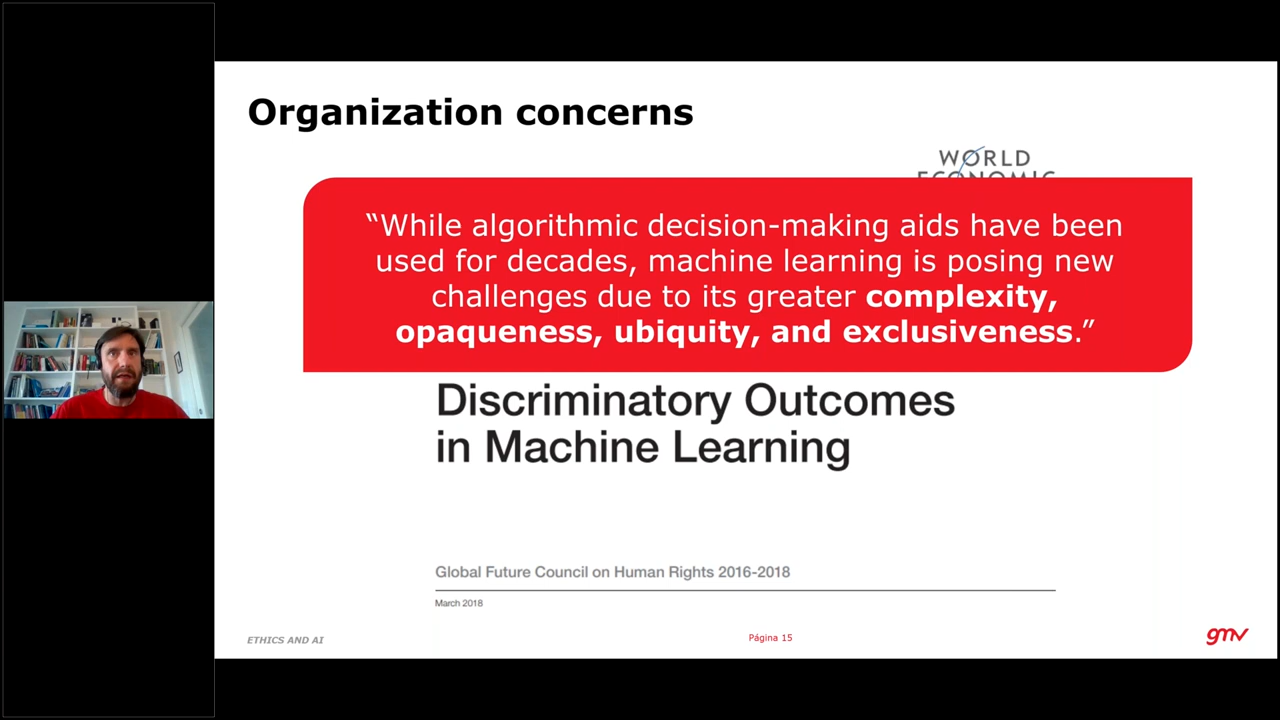 Organization concerns
WORLD
ECONOMIC
“While algorithmic decision-making aids have been
used for decades, machine learning is posing new
challenges due to its greater complexity,
opaqueness, ubiquity, and exclusiveness.”
Discriminatory Outcomes
in Machine Learning
Global Future Council on Human Rights 2016-2018
March 2018
ETHICS AND AI
Página 15
gmv